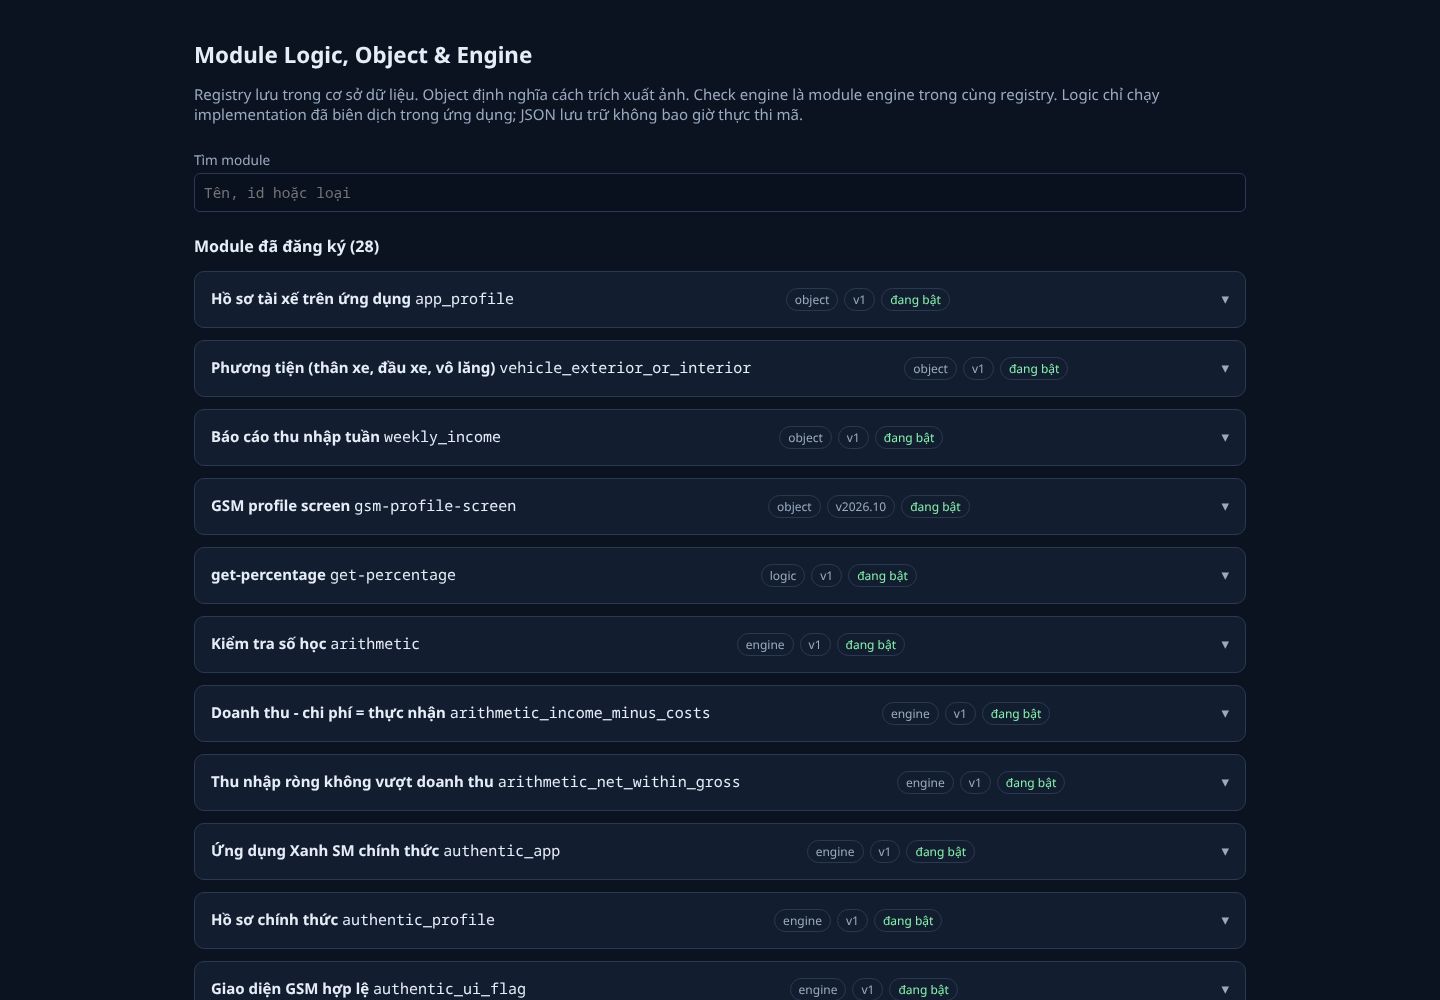 Module Logic, Object & Engine
Registry lưu trong cơ sở dữ liệu. Object định nghĩa cách trích xuất ảnh. Check engine là module engine trong cùng registry. Logic chỉ chạy
implementation đã biên dịch trong ứng dụng; JSON lưu trữ không bao giờ thực thi mã.
Tìm module
Tên, id hoặc loại
Module đã đăng ký (28)
Hồ sơ tài xế trên ứng dụng app_profile object v1 đang bật
Phương tiện (thân xe, đầu xe, vô lăng) vehicle_exterior_or_interior object v1 đang bật
Báo cáo thu nhập tuần weekly_income object v1 đang bật
GSM profile screen gsm-profile-screen object v2026.10 đang bật
get-percentage get-percentage logic v1 đang bật
Kiểm tra số học arithmetic engine v1 đang bật
Doanh thu - chi phí = thực nhận arithmetic_income_minus_costs engine v1 đang bật
Thu nhập ròng không vượt doanh thu arithmetic_net_within_gross engine v1 đang bật
Ứng dụng Xanh SM chính thức authentic_app engine v1 đang bật
Hồ sơ chính thức authentic_profile engine v1 đang bật
Giao diện GSM hợp lệ authentic_ui_flag engine v1 đang bật